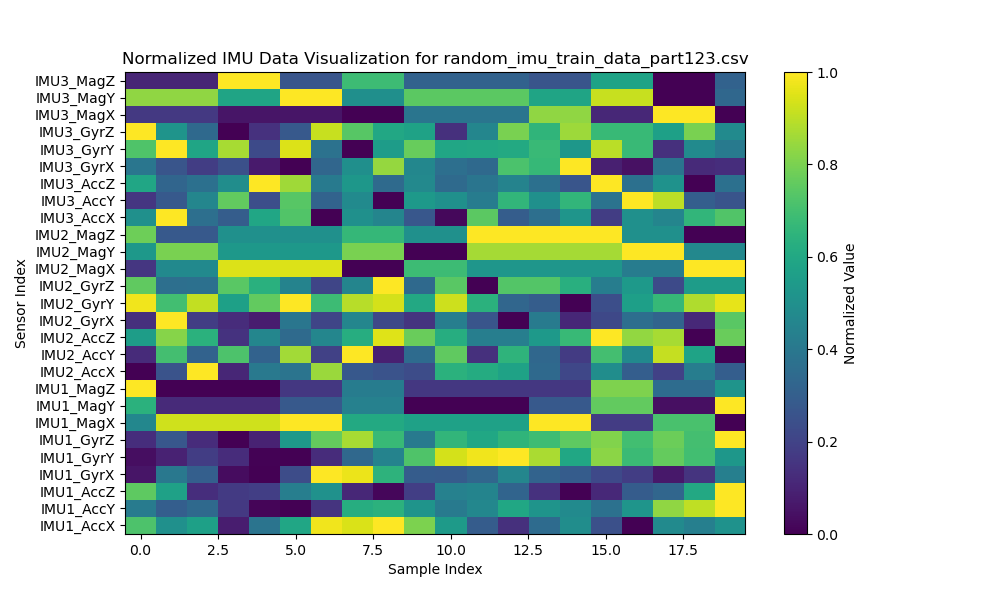 Normalized IMU Data Visualization for random_imu_train_data_part123.csv
IMU3_MagZ
IMU3_MagY
IMU3_MagX
IMU3_GyrZ
IMU3_GyrY
IMU3_GyrX
IMU3_AccZ
IMU3_AccY
IMU3_AccX
IMU2_MagZ
IMU2_MagY
IMU2_MagX
IMU2_GyrZ
IMU2_GyrY
IMU2_GyrX
IMU2_AccZ
IMU2_AccY
IMU2_AccX
IMU1_MagZ
IMU1_MagY
IMU1_MagX
IMU1_GyrZ
IMU1_GyrY
IMU1_GyrX
IMU1_AccZ
IMU1_AccY
IMU1_AccX
Sensor Index
0.0 2.5 5.0 7.5 10.0 12.5 15.0 17.5
Sample Index
1.0
0.8
0.6
0.4
0.2
0.0
Normalized Value